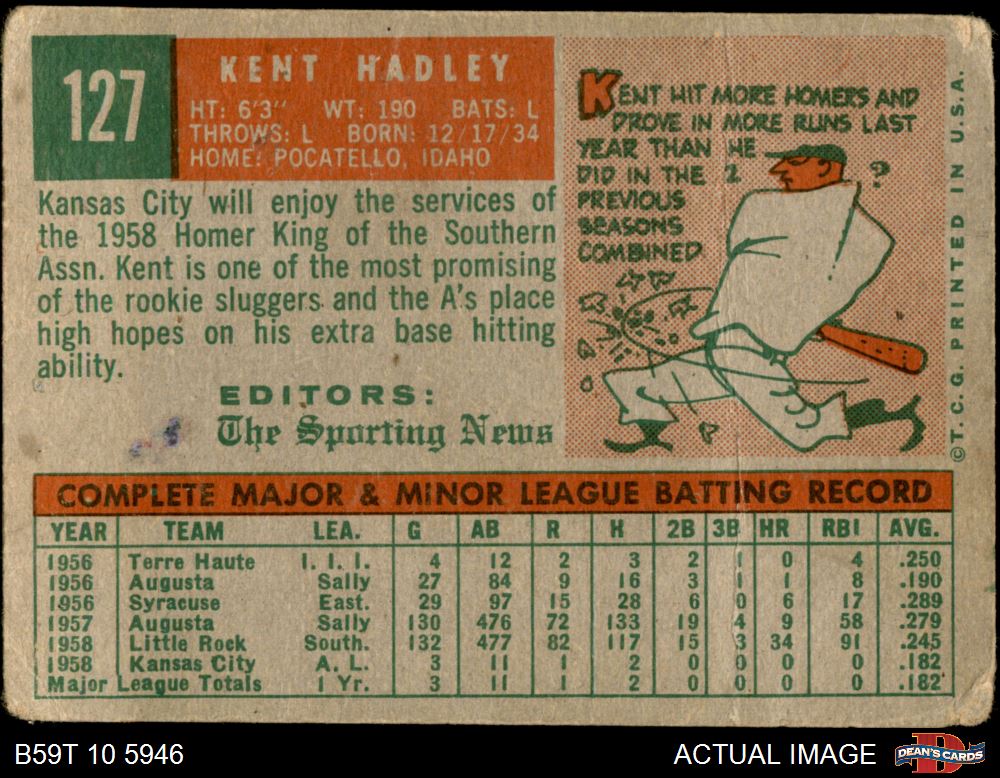 127
KENT HADLEY
HT: 6'3" WT: 190 BATS: L
THROWS: L BORN: 12/17/34
HOME: POCATELLO, IDAHO
Kansas City will enjoy the services of
the 1958 Homer King of the Southern
Assn. Kent is one of the most promising
of the rookie sluggers and the A's place
high hopes on his extra base hitting
ability.
EDITORS:
The Sporting News
KENT HIT MORE HOMERS AND
DROVE IN MORE RUNS LAST
YEAR THAN HE
DID IN THE 2
PREVIOUS
SEASONS
COMBINED
?
©T. C. G. PRINTED IN U.S.A.
COMPLETE MAJOR & MINOR LEAGUE BATTING RECORD
YEAR TEAM LEA. G AB R H 2B 3B HR RBI AVG.
1956 Terre Haute I. I. I. 4 12 2 3 2 1 0 4 .250
1956 Augusta Sally 27 84 9 16 3 1 1 8 .190
1956 Syracuse East. 29 97 15 28 6 0 6 17 .289
1957 Augusta Sally 130 476 72 133 19 4 9 58 .279
1958 Little Rock South. 132 477 82 117 15 3 34 91 .245
1958 Kansas City A. L. 3 11 1 2 0 0 0 0 .182
Major League Totals 1 Yr. 3 11 1 2 0 0 0 0 .182
B59T 10 5946
ACTUAL IMAGE
DEAN'S CARDS